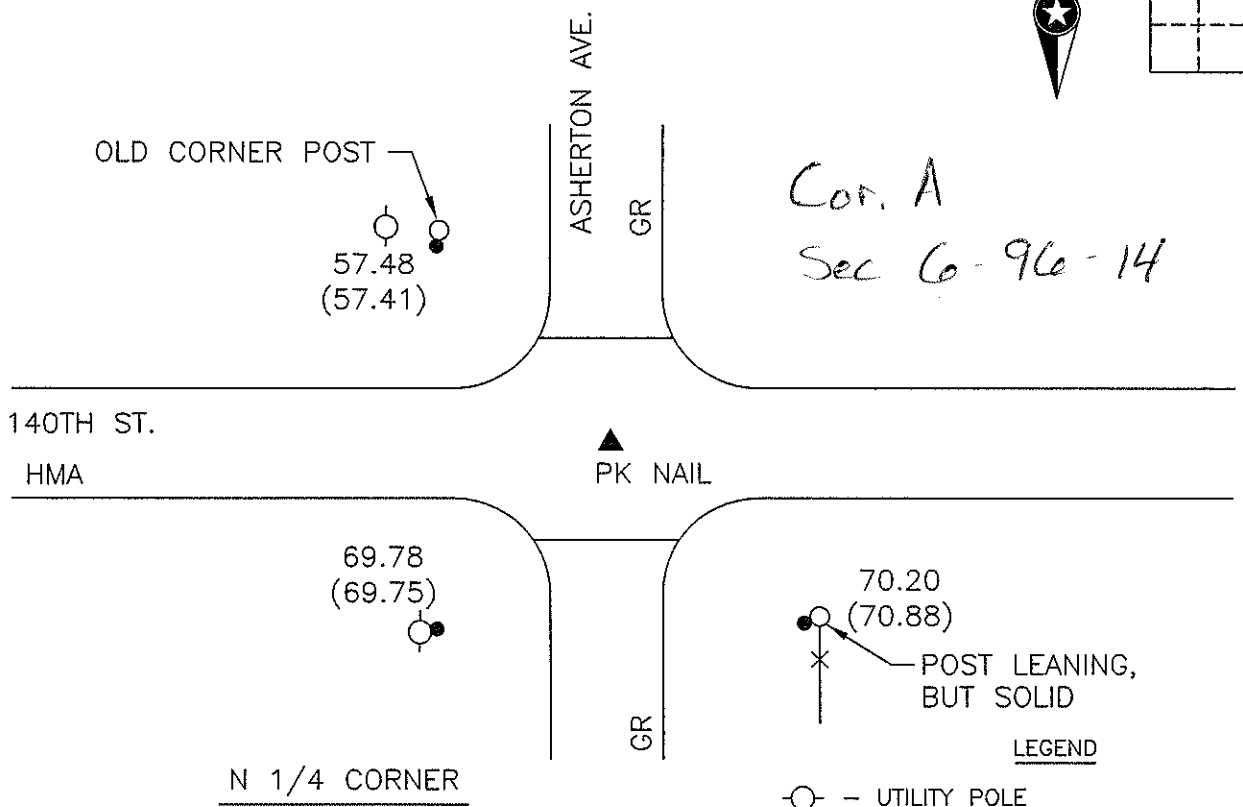 ASHERTON AVE.
OLD CORNER POST
GR
Cor. A
Sec 6-96-14
57.48
(57.41)
140TH ST.
HMA
PK NAIL
69.78
(69.75)
70.20
(70.88)
POST LEANING,
BUT SOLID
GR
LEGEND
N 1/4 CORNER
– UTILITY POLE